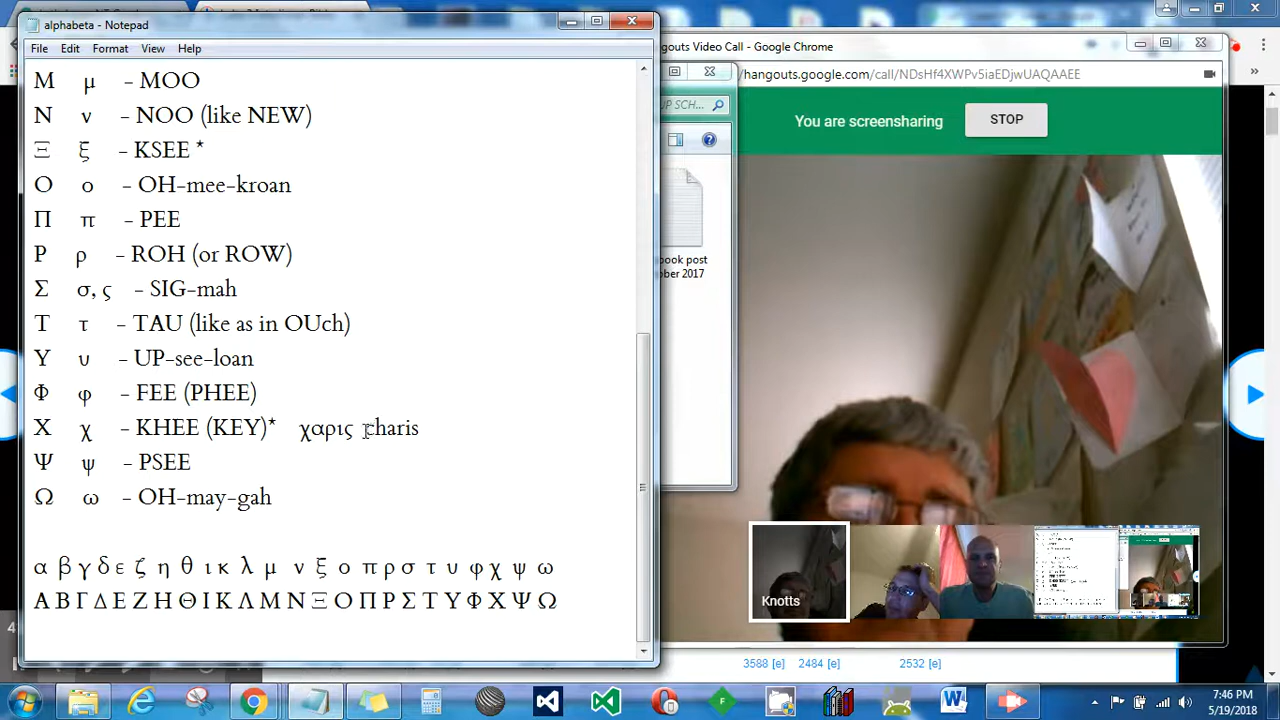 alphabeta - Notepad
File Edit Format View Help
Μ μ – MOO
Ν ν – NOO (like NEW)
Ξ ξ – KSEE *
Ο ο – OH-mee-kroan
Π π – PEE
Ρ ρ – ROH (or ROW)
Σ σ, ς – SIG-mah
Τ τ – TAU (like as in OUch)
Υ υ – UP-see-loan
Φ φ – FEE (PHEE)
Χ χ – KHEE (KEY)* χαρις charis
Ψ ψ – PSEE
Ω ω – OH-may-gah
α β γ δ ε ζ η θ ι κ λ μ ν ξ ο π ρ σ τ υ φ χ ψ ω
Α Β Γ Δ Ε Ζ Η Θ Ι Κ Λ Μ Ν Ξ Ο Π Ρ Σ Τ Υ Φ Χ Ψ Ω
gouts Video Call - Google Chrome
/hangouts.google.com/call/NDsHf4XWPv5iaEDjwUAQAAEE
UP SCH...
You are screensharing STOP
book post
ber 2017
Knotts
3588 [e] 2484 [e] 2532 [e]
7:46 PM
5/19/2018